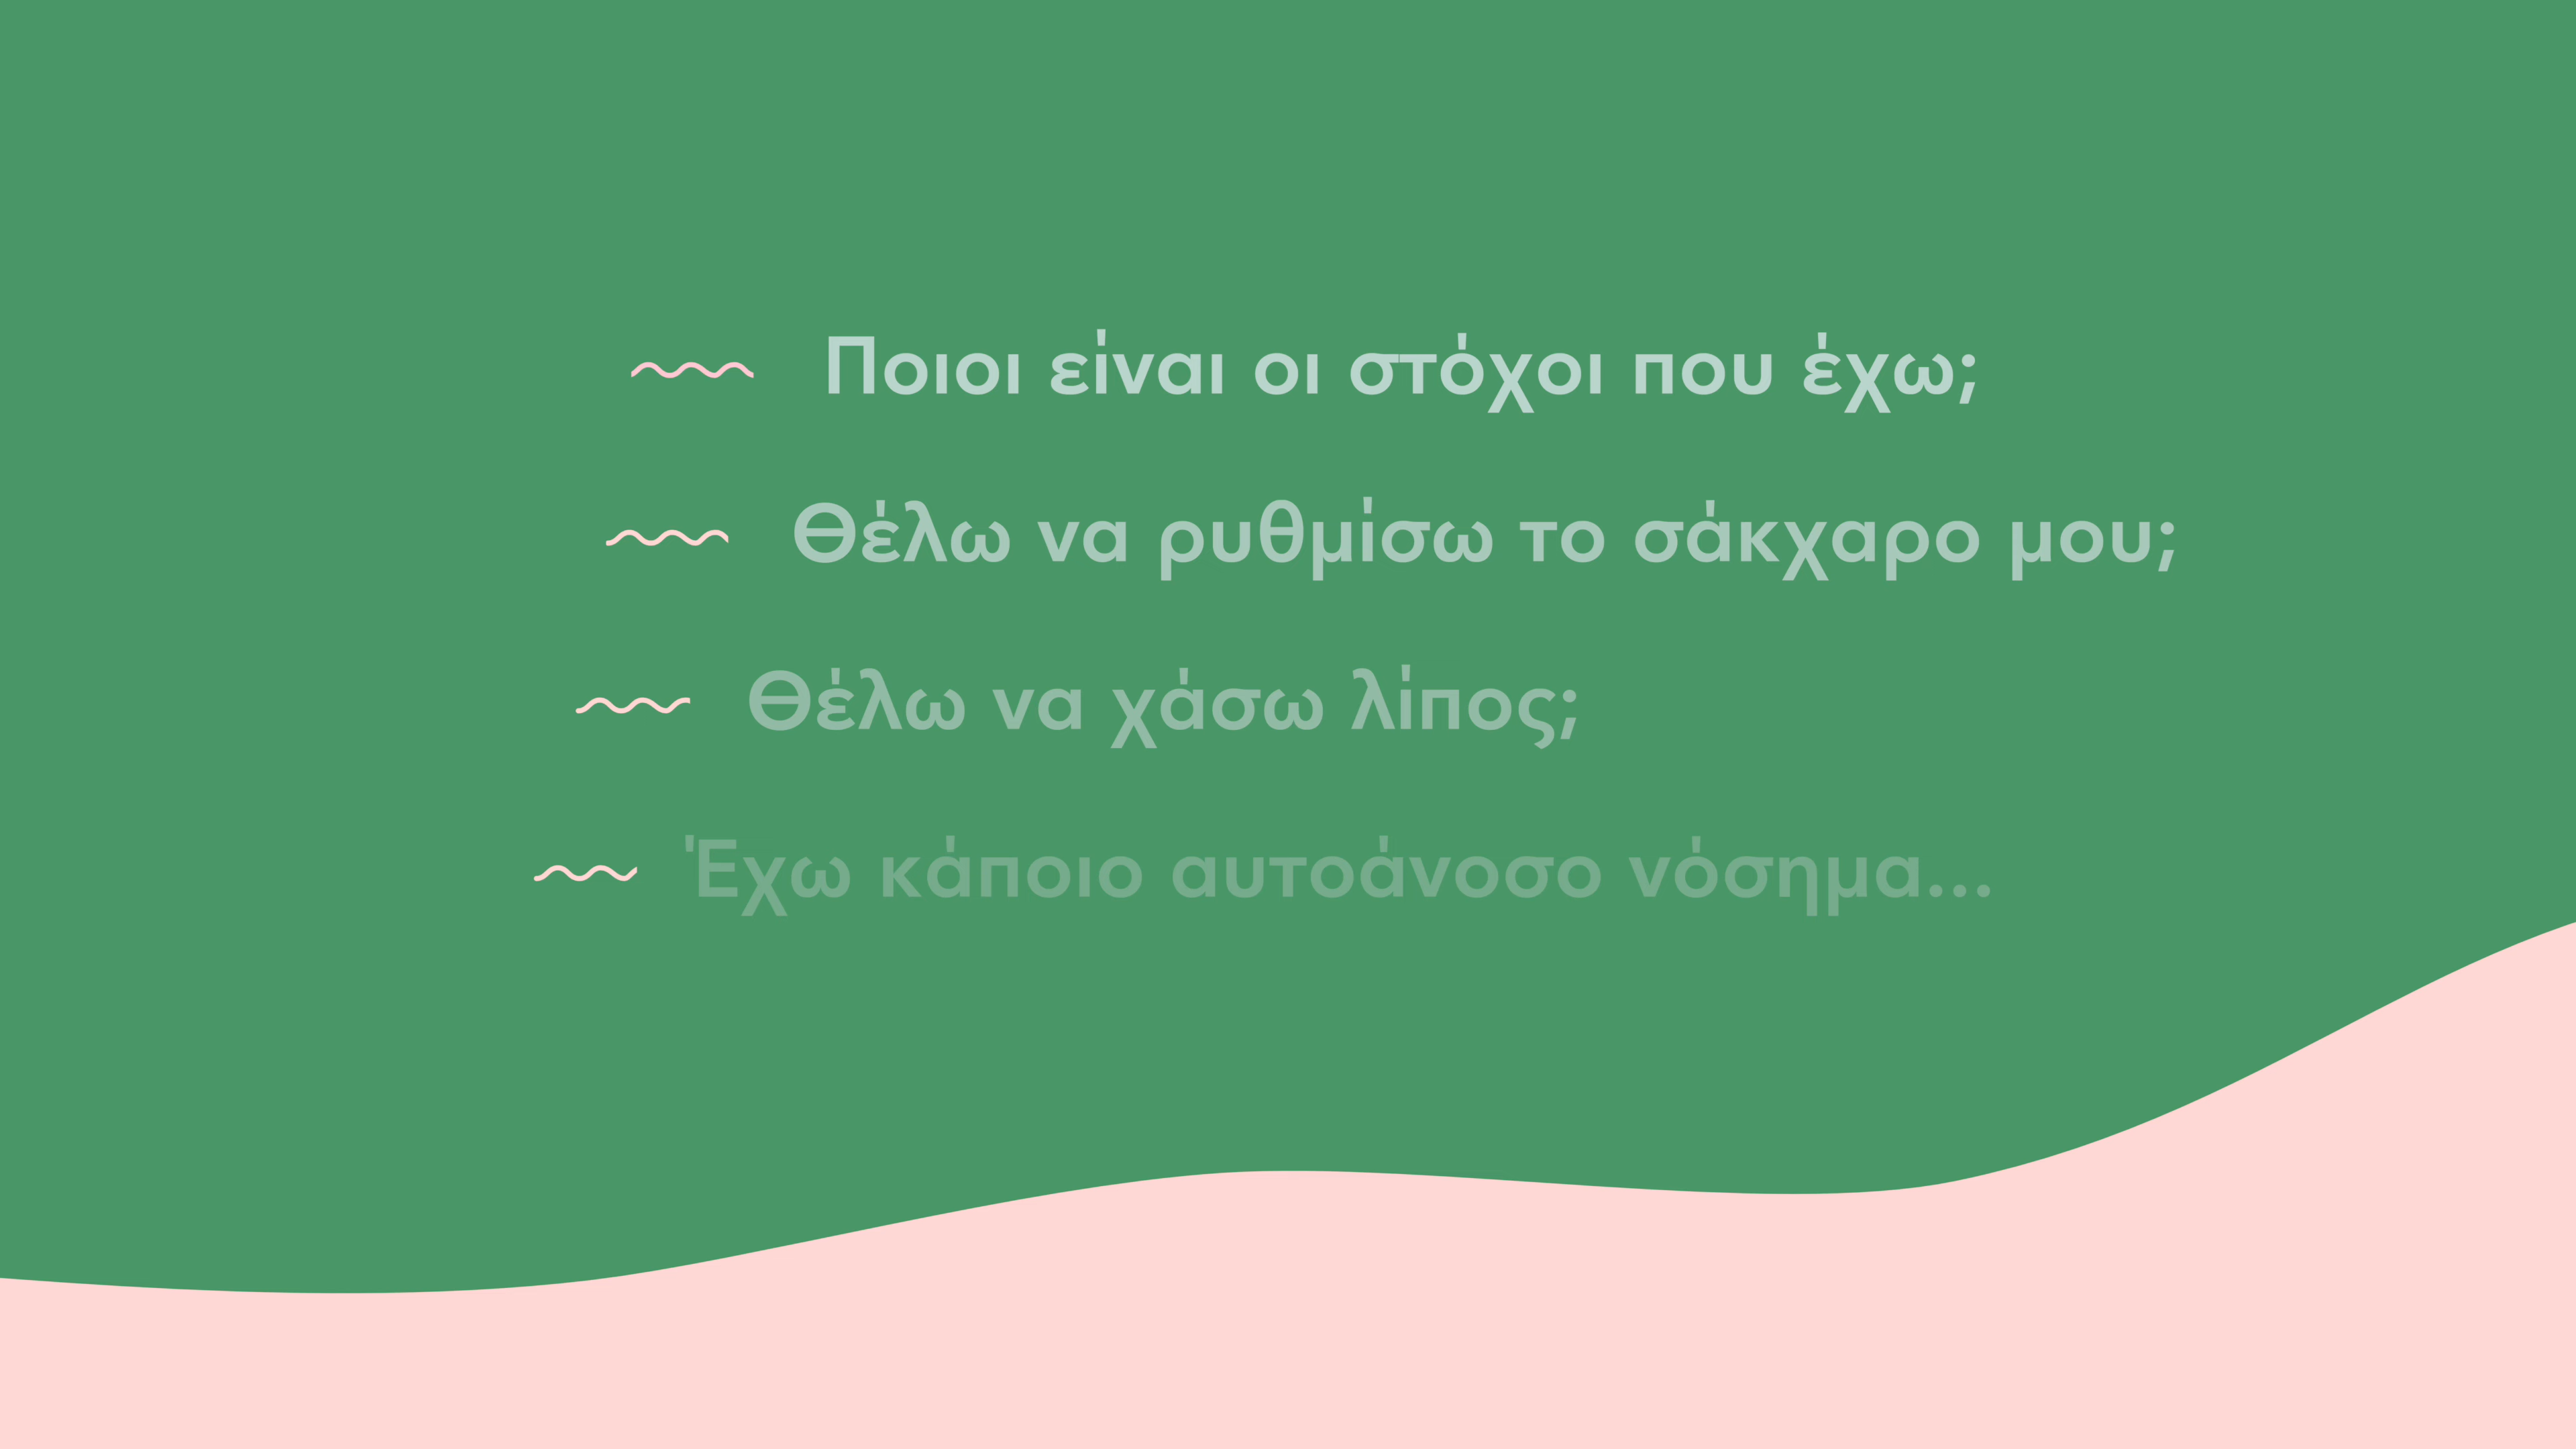 Ποιοι είναι οι στόχοι που έχω;
Θέλω να ρυθμίσω το σάκχαρο μου;
Θέλω να χάσω λίπος;
Έχω κάποιο αυτοάνοσο νόσημα...